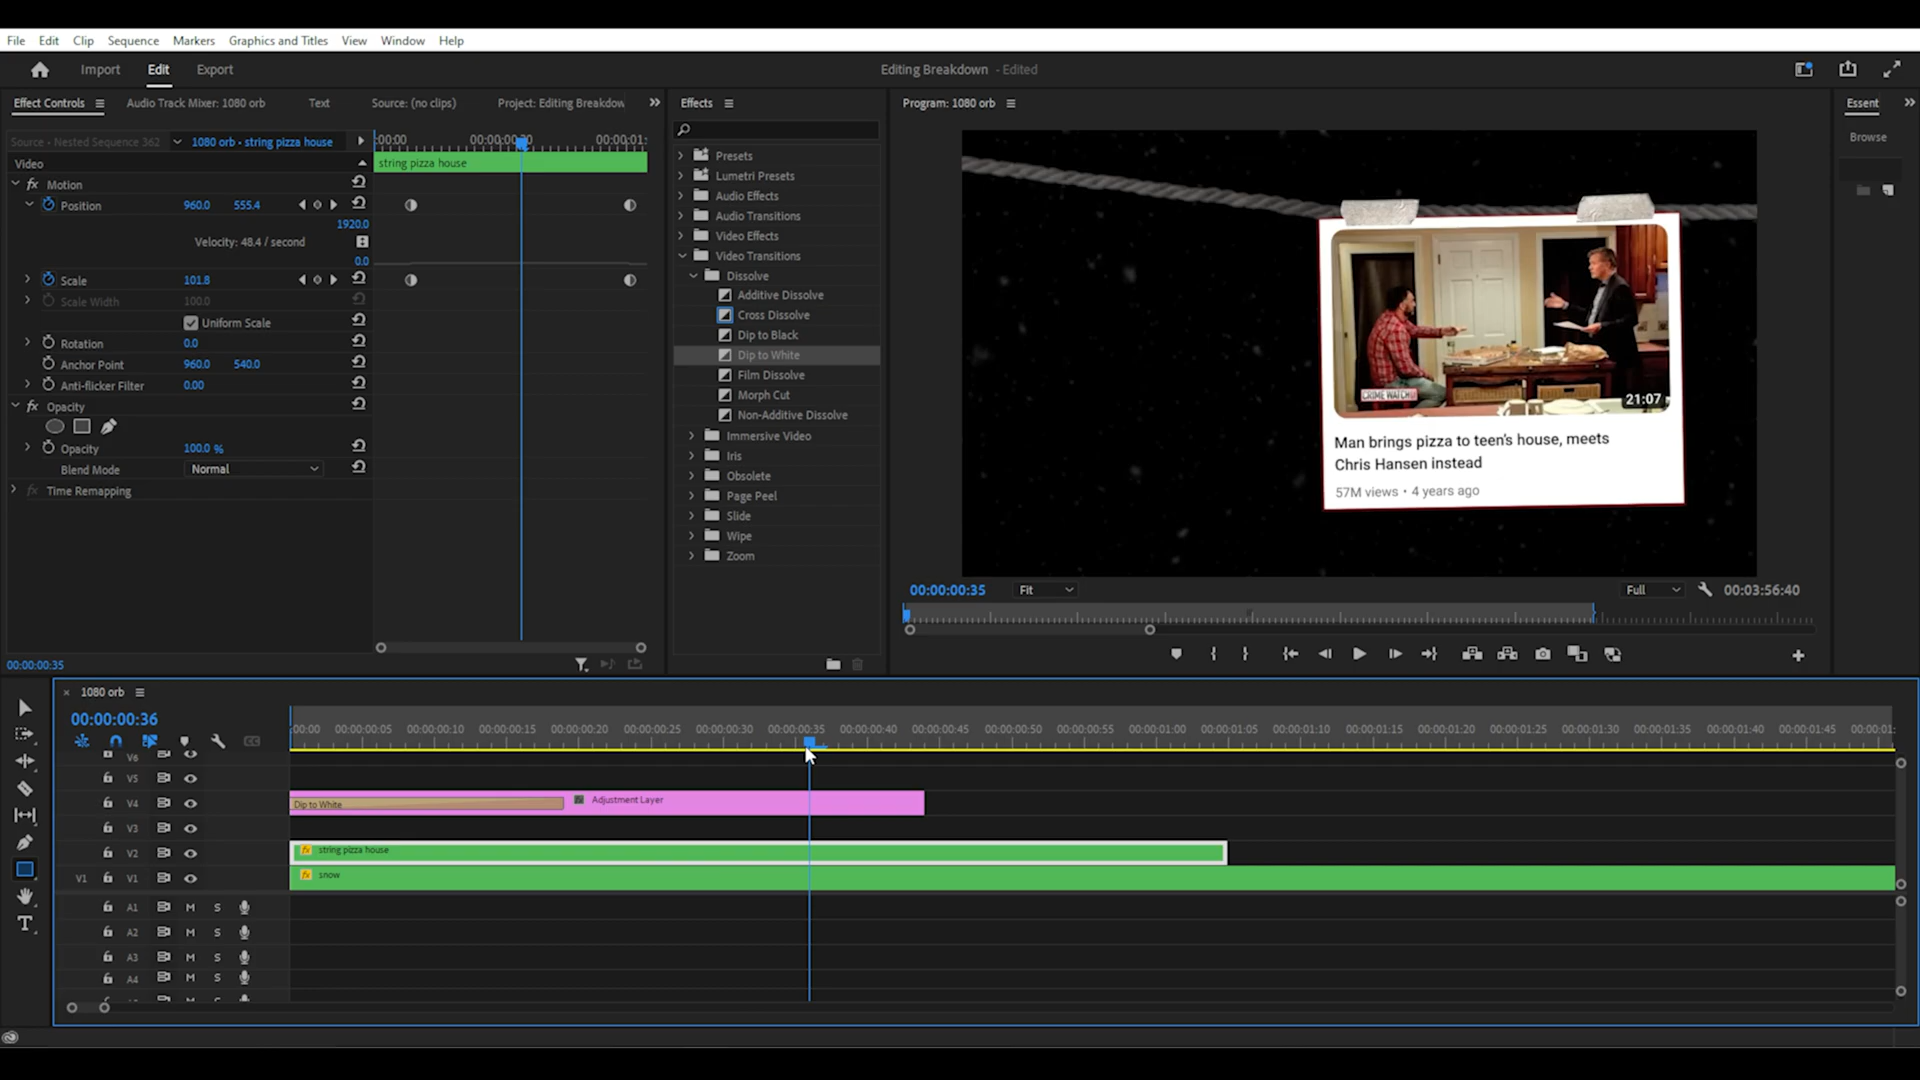 File Edit Clip Sequence Markers Graphics and Titles View Window Help
Import Edit Export
Editing Breakdown - Edited
Effect Controls
Audio Track Mixer: 1080 orb
Text
Source: (no clips)
Project: Editing Breakdow
Source · Nested Sequence 362
1080 orb · string pizza house
:00:00 00:00:00:20 00:00:01:
Video
string pizza house
Motion
Position 960.0 555.4
1920.0
Velocity: 48.4 / second
0.0
Scale 101.8
Scale Width 100.0
Uniform Scale
Rotation 0.0
Anchor Point 960.0 540.0
Anti-flicker Filter 0.00
Opacity
Opacity 100.0 %
Blend Mode Normal
Time Remapping
00:00:00:35
Effects
Presets
Lumetri Presets
Audio Effects
Audio Transitions
Video Effects
Video Transitions
Dissolve
Additive Dissolve
Cross Dissolve
Dip to Black
Dip to White
Film Dissolve
Morph Cut
Non-Additive Dissolve
Immersive Video
Iris
Obsolete
Page Peel
Slide
Wipe
Zoom
Program: 1080 orb
CRIME WATCH
21:07
Man brings pizza to teen's house, meets
Chris Hansen instead
57M views • 4 years ago
00:00:00:35 Fit Full 00:03:56:40
Essent
Browse
1080 orb
00:00:00:36
:00:00 00:00:00:05 00:00:00:10 00:00:00:15 00:00:00:20 00:00:00:25 00:00:00:30 00:00:00:35 00:00:00:40 00:00:00:45 00:00:00:50 00:00:00:55 00:00:01:00 00:00:01:05 00:00:01:10 00:00:01:15 00:00:01:20 00:00:01:25 00:00:01:30 00:00:01:35 00:00:01:40 00:00:01:45 00:00:01:
V6
V5
V4 Dip to White Adjustment Layer
V3
V2 string pizza house
V1 V1 snow
A1 M S
A2 M S
A3 M S
A4 M S